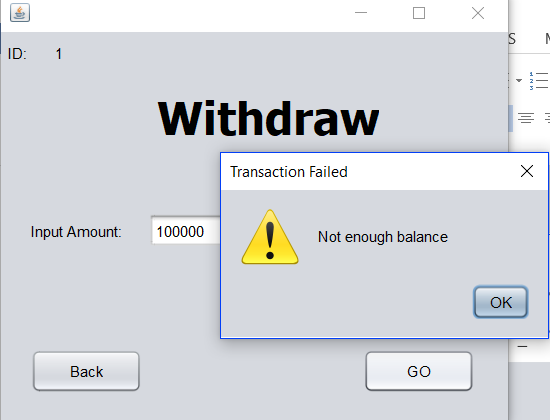 ID: 1
Withdraw
Transaction Failed
Input Amount: 100000
Not enough balance
OK
Back
GO